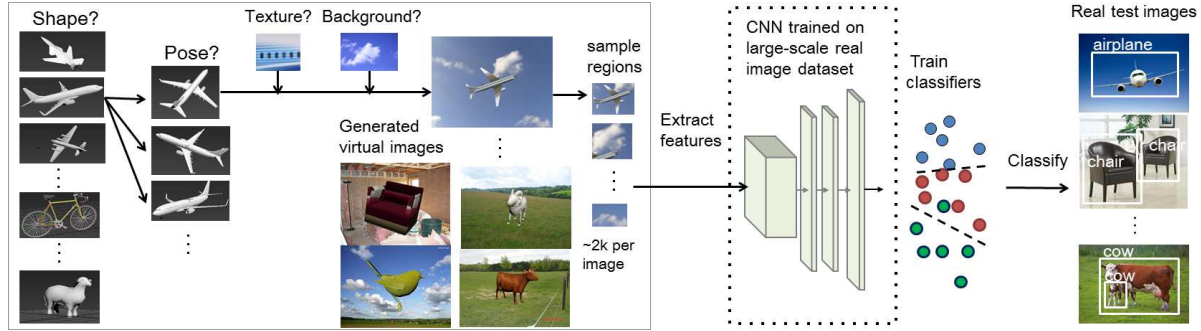 Shape?
Pose?
Texture?
Background?
sample
regions
Generated
virtual images
~2k per
image
Extract
features
CNN trained on
large-scale real
image dataset
Train
classifiers
Classify
Real test images
airplane
chair
chair
cow
cow